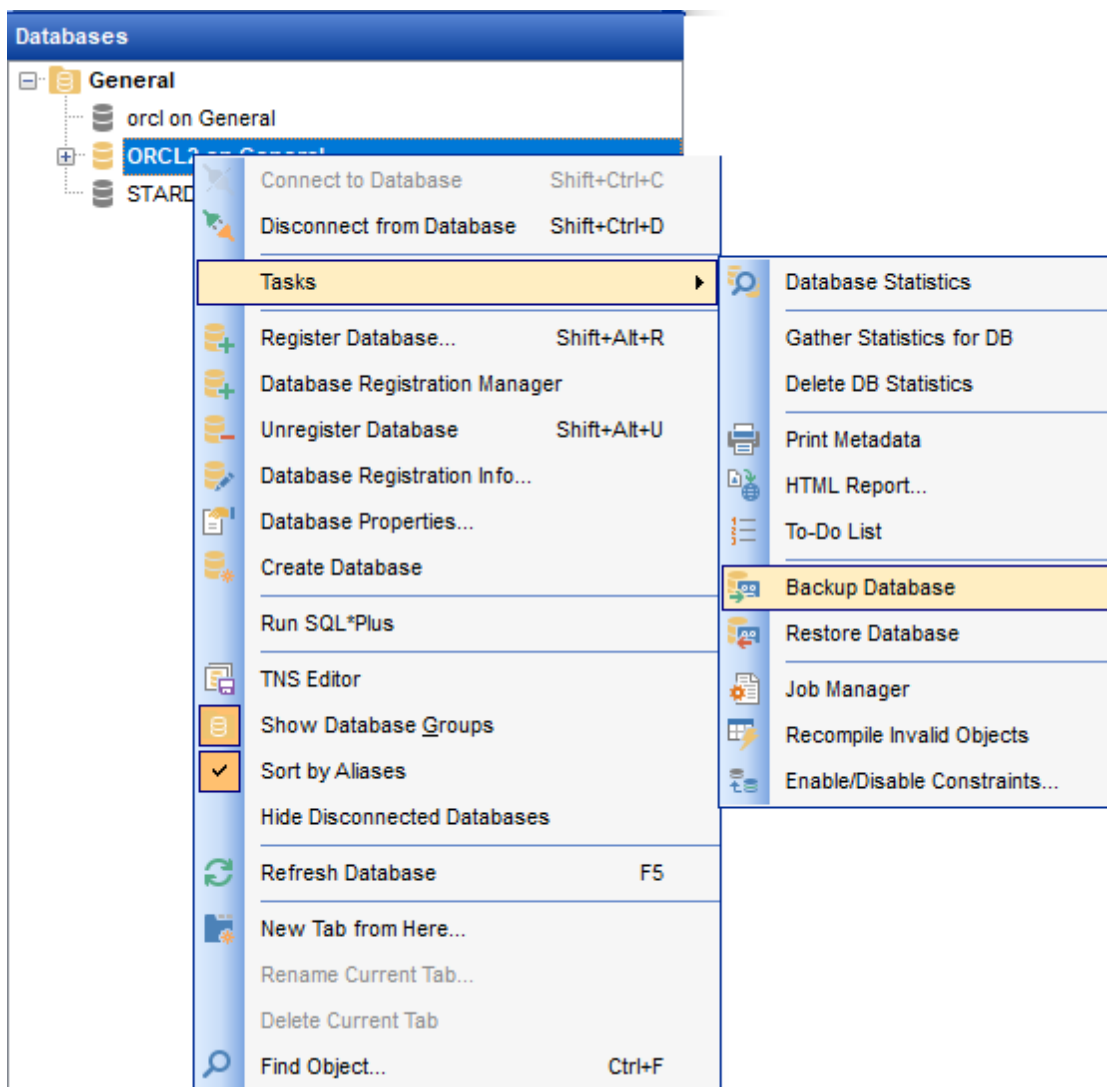 Databases
General
orcl on General
ORCL2 on General
STARD
Connect to Database Shift+Ctrl+C
Disconnect from Database Shift+Ctrl+D
Tasks
Register Database... Shift+Alt+R
Database Registration Manager
Unregister Database Shift+Alt+U
Database Registration Info...
Database Properties...
Create Database
Run SQL*Plus
TNS Editor
Show Database Groups
Sort by Aliases
Hide Disconnected Databases
Refresh Database F5
New Tab from Here...
Rename Current Tab...
Delete Current Tab
Find Object... Ctrl+F
Database Statistics
Gather Statistics for DB
Delete DB Statistics
Print Metadata
HTML Report...
To-Do List
Backup Database
Restore Database
Job Manager
Recompile Invalid Objects
Enable/Disable Constraints...